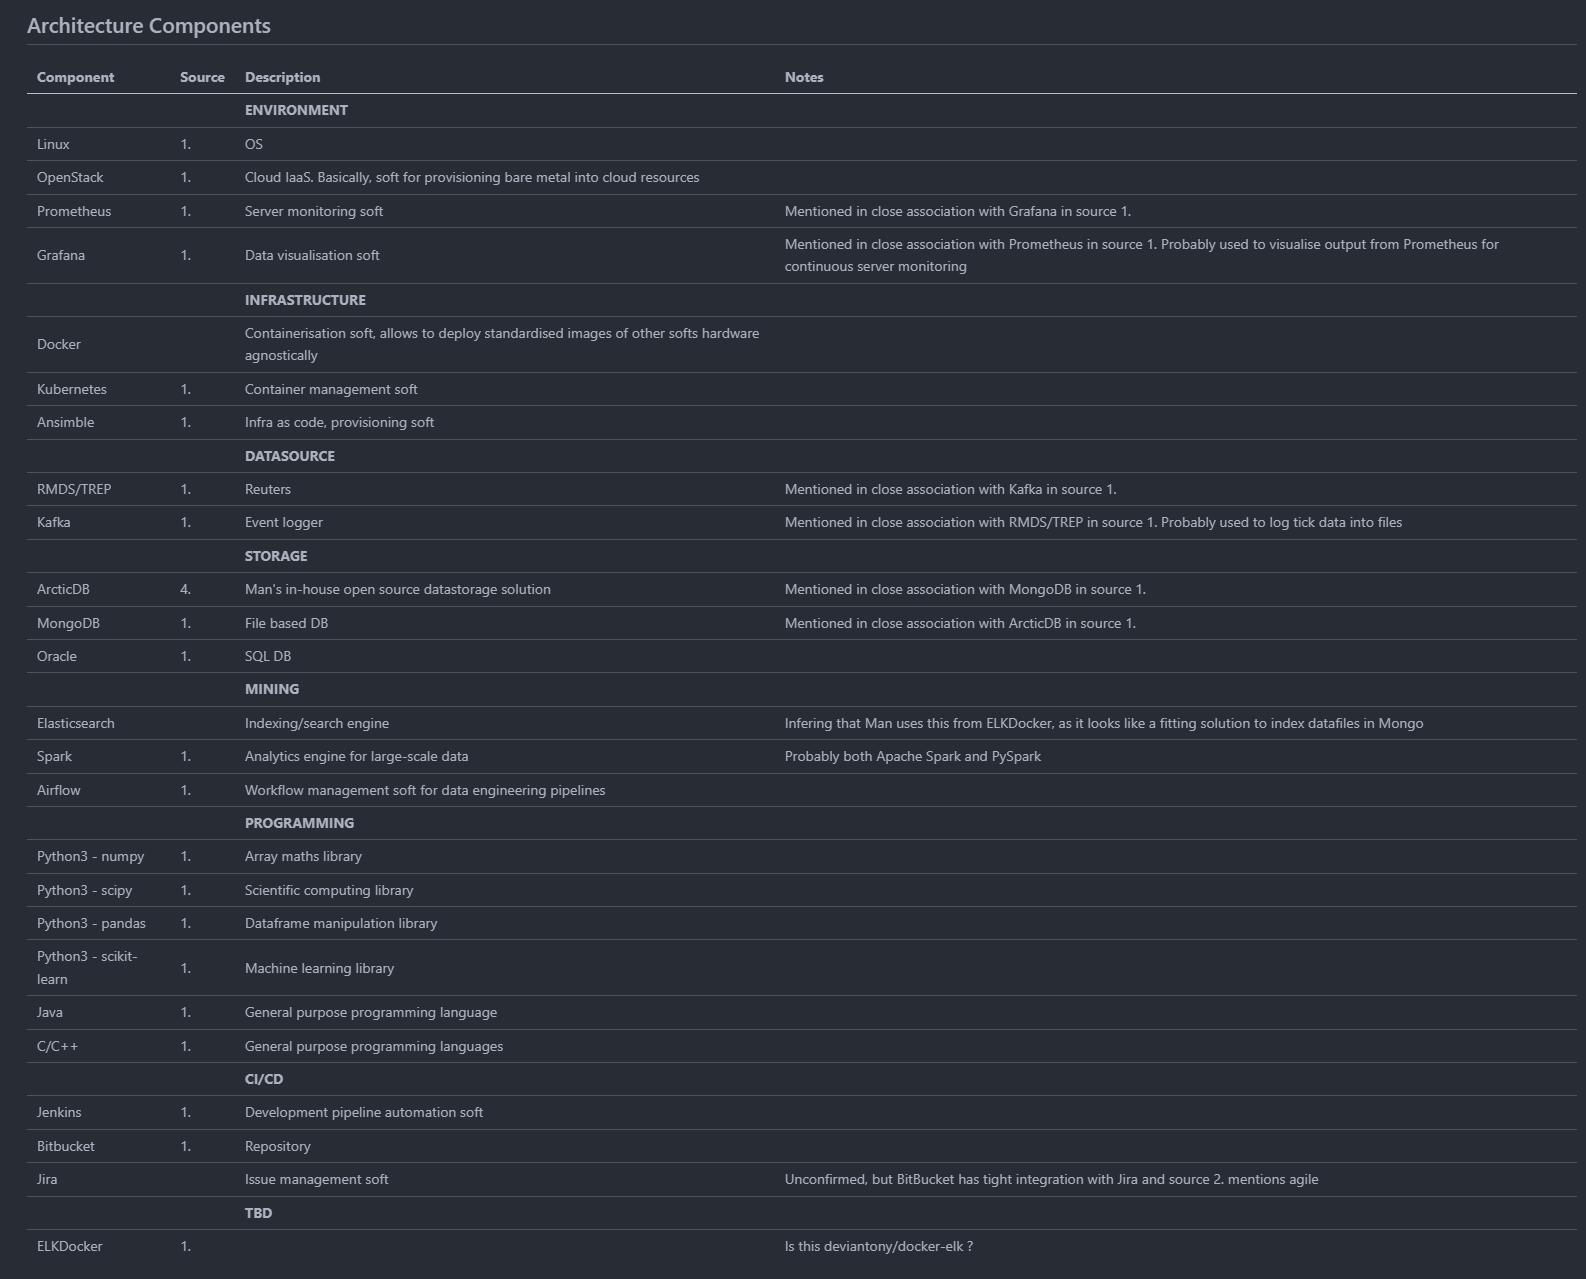 Architecture Components
Component Source Description Notes
ENVIRONMENT
Linux 1. OS
OpenStack 1. Cloud IaaS. Basically, soft for provisioning bare metal into cloud resources
Prometheus 1. Server monitoring soft Mentioned in close association with Grafana in source 1.
Grafana 1. Data visualisation soft Mentioned in close association with Prometheus in source 1. Probably used to visualise output from Prometheus for
continuous server monitoring
INFRASTRUCTURE
Docker Containerisation soft, allows to deploy standardised images of other softs hardware
agnostically
Kubernetes 1. Container management soft
Ansimble 1. Infra as code, provisioning soft
DATASOURCE
RMDS/TREP 1. Reuters Mentioned in close association with Kafka in source 1.
Kafka 1. Event logger Mentioned in close association with RMDS/TREP in source 1. Probably used to log tick data into files
STORAGE
ArcticDB 4. Man's in-house open source datastorage solution Mentioned in close association with MongoDB in source 1.
MongoDB 1. File based DB Mentioned in close association with ArcticDB in source 1.
Oracle 1. SQL DB
MINING
Elasticsearch Indexing/search engine Infering that Man uses this from ELKDocker, as it looks like a fitting solution to index datafiles in Mongo
Spark 1. Analytics engine for large-scale data Probably both Apache Spark and PySpark
Airflow 1. Workflow management soft for data engineering pipelines
PROGRAMMING
Python3 - numpy 1. Array maths library
Python3 - scipy 1. Scientific computing library
Python3 - pandas 1. Dataframe manipulation library
Python3 - scikit-
learn 1. Machine learning library
Java 1. General purpose programming language
C/C++ 1. General purpose programming languages
CI/CD
Jenkins 1. Development pipeline automation soft
Bitbucket 1. Repository
Jira Issue management soft Unconfirmed, but BitBucket has tight integration with Jira and source 2. mentions agile
TBD
ELKDocker 1. Is this deviantony/docker-elk ?